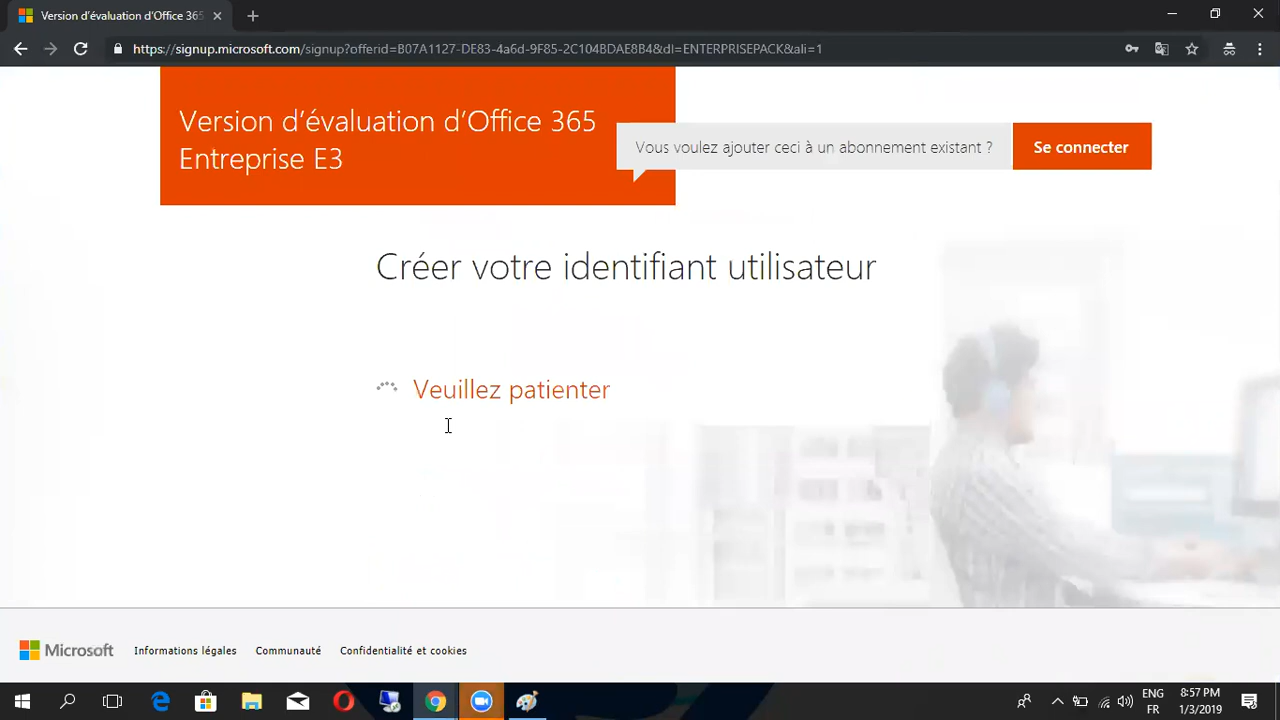 Version d'évaluation d'Office 365
https://signup.microsoft.com/signup?offerid=B07A1127-DE83-4a6d-9F85-2C104BDAE8B4&dl=ENTERPRISEPACK&ali=1
Version d'évaluation d'Office 365
Entreprise E3
Vous voulez ajouter ceci à un abonnement existant ?
Se connecter
Créer votre identifiant utilisateur
Veuillez patienter
Microsoft
Informations légales
Communauté
Confidentialité et cookies
ENG
FR
8:57 PM
1/3/2019